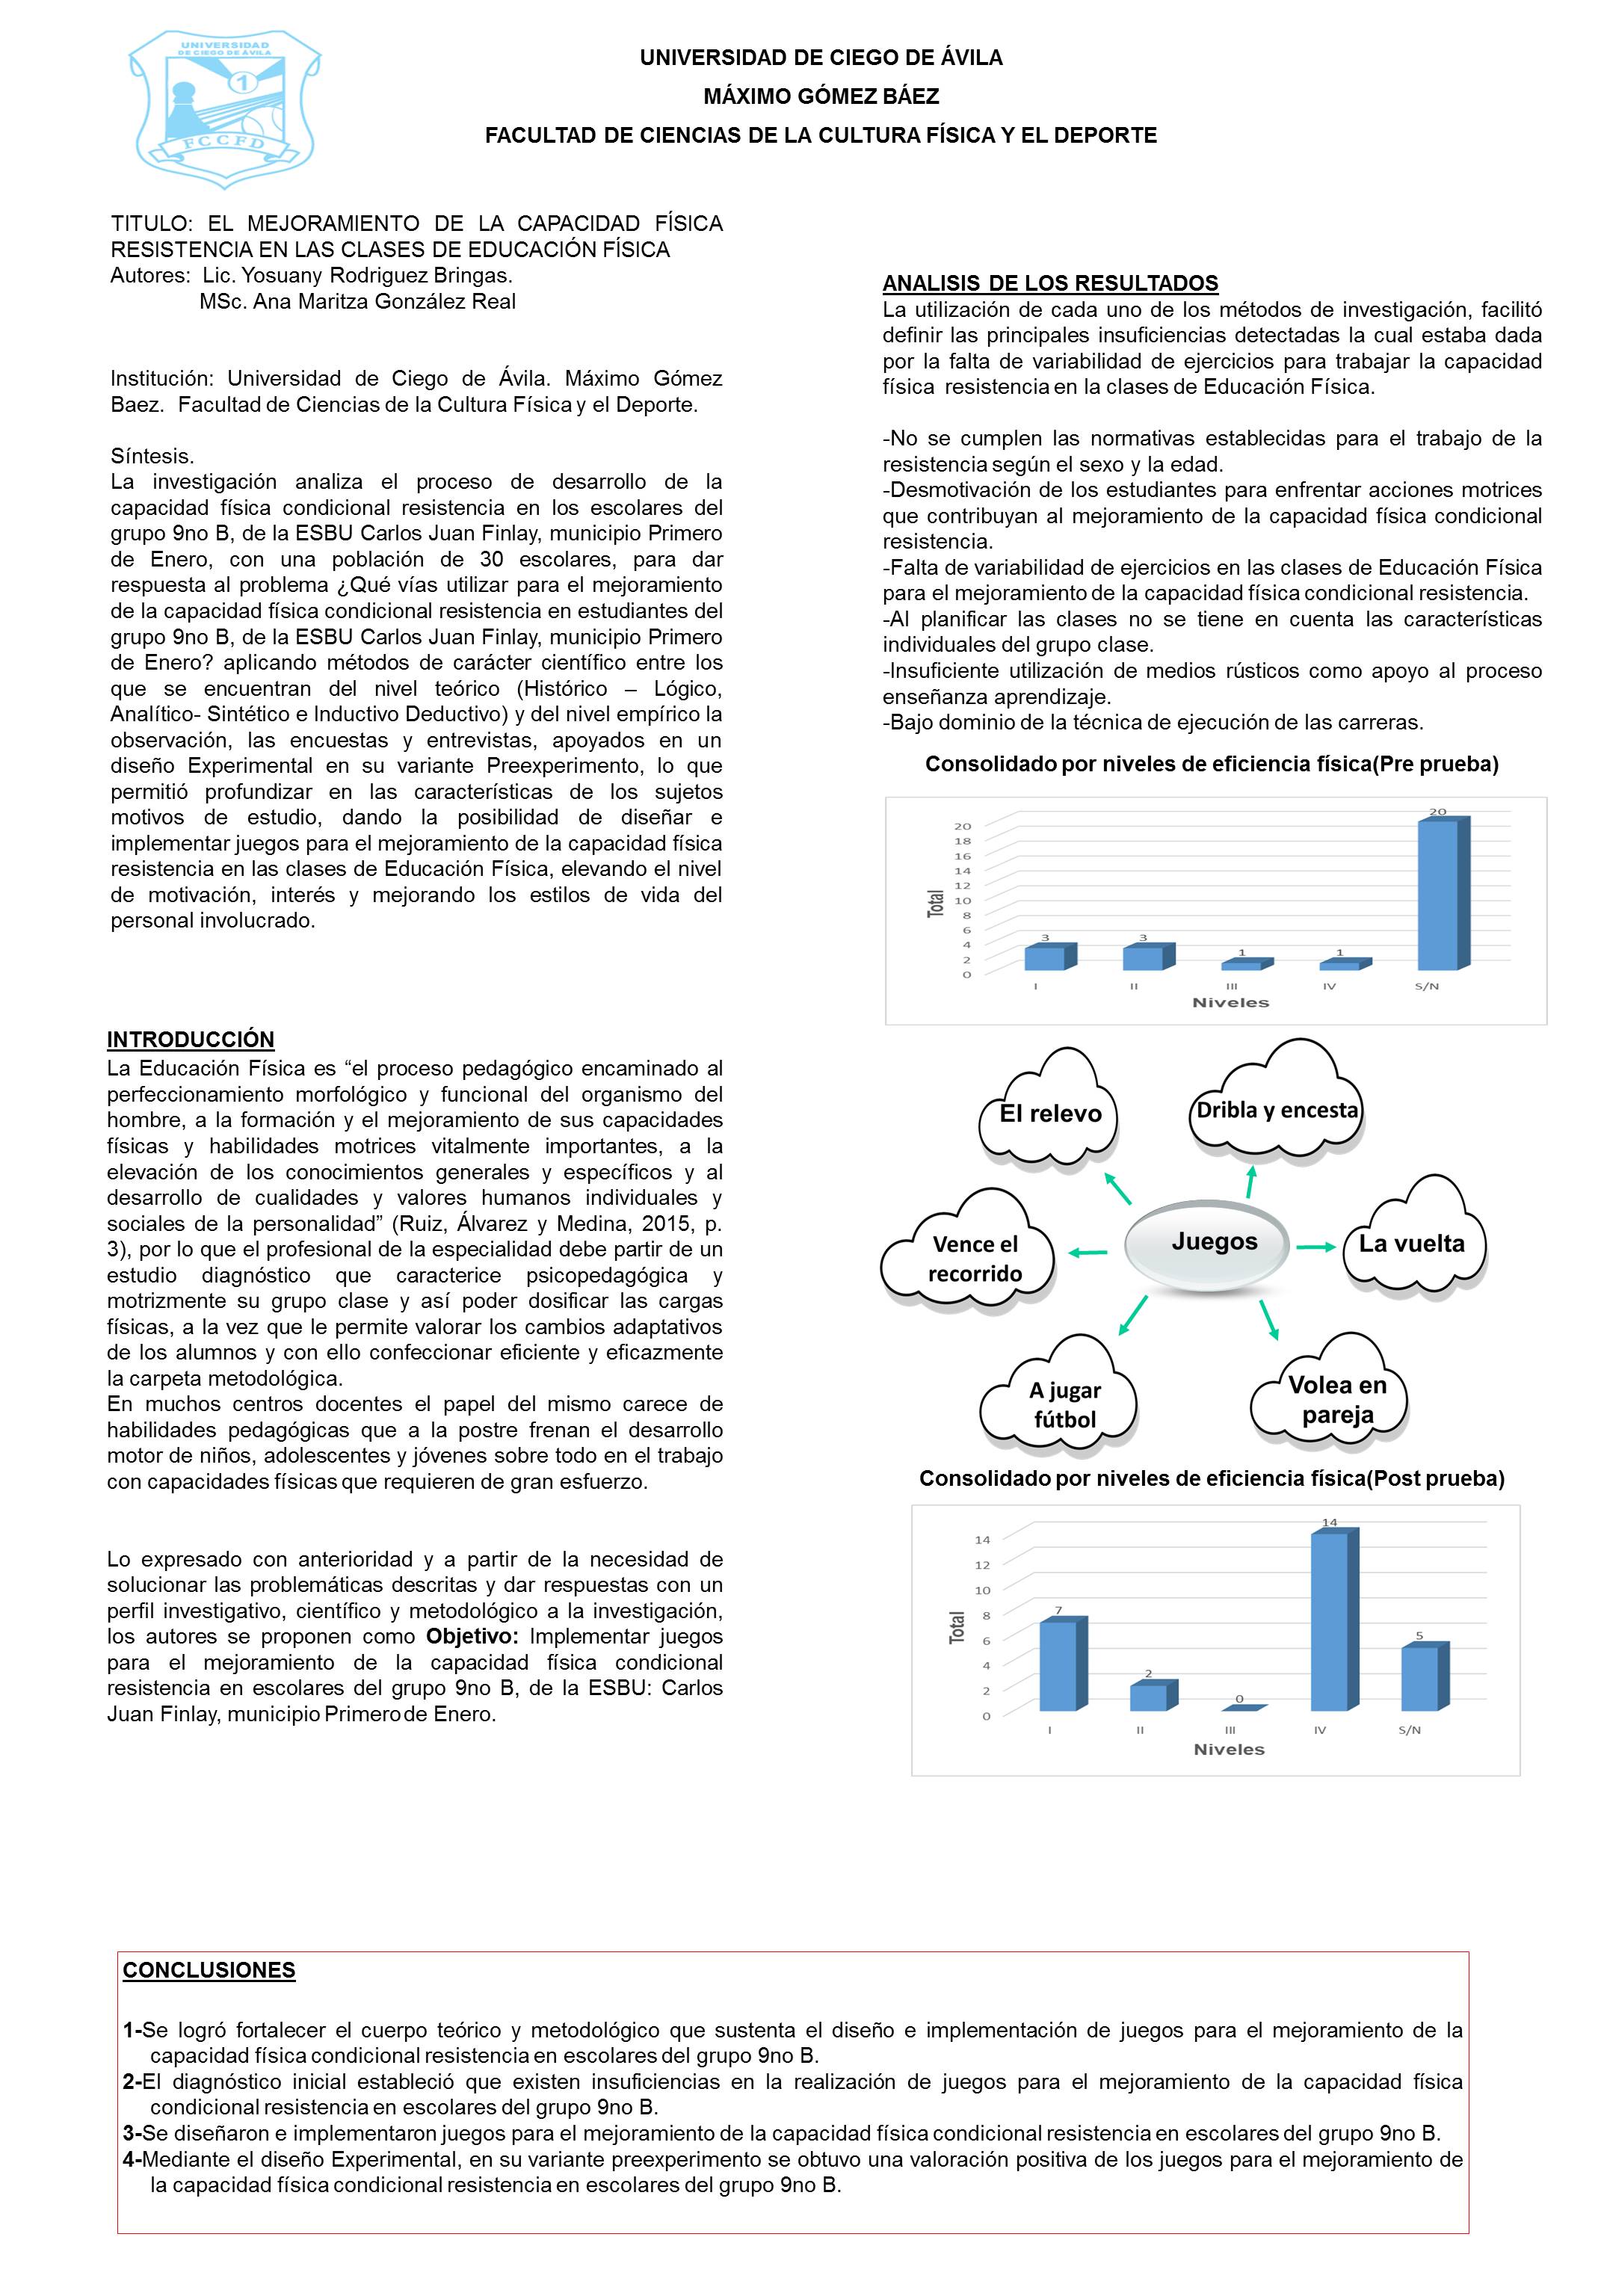 UNIVERSIDAD
DE CIEGO DE ÁVILA
1
FCCFD
UNIVERSIDAD DE CIEGO DE ÁVILA
MÁXIMO GÓMEZ BÁEZ
FACULTAD DE CIENCIAS DE LA CULTURA FÍSICA Y EL DEPORTE
TITULO: EL MEJORAMIENTO DE LA CAPACIDAD FÍSICA
RESISTENCIA EN LAS CLASES DE EDUCACIÓN FÍSICA
Autores: Lic. Yosuany Rodriguez Bringas.
MSc. Ana Maritza González Real
Institución: Universidad de Ciego de Ávila. Máximo Gómez
Baez. Facultad de Ciencias de la Cultura Física y el Deporte.
Síntesis.
La investigación analiza el proceso de desarrollo de la
capacidad física condicional resistencia en los escolares del
grupo 9no B, de la ESBU Carlos Juan Finlay, municipio Primero
de Enero, con una población de 30 escolares, para dar
respuesta al problema ¿Qué vías utilizar para el mejoramiento
de la capacidad física condicional resistencia en estudiantes del
grupo 9no B, de la ESBU Carlos Juan Finlay, municipio Primero
de Enero? aplicando métodos de carácter científico entre los
que se encuentran del nivel teórico (Histórico – Lógico,
Analítico- Sintético e Inductivo Deductivo) y del nivel empírico la
observación, las encuestas y entrevistas, apoyados en un
diseño Experimental en su variante Preexperimento, lo que
permitió profundizar en las características de los sujetos
motivos de estudio, dando la posibilidad de diseñar e
implementar juegos para el mejoramiento de la capacidad física
resistencia en las clases de Educación Física, elevando el nivel
de motivación, interés y mejorando los estilos de vida del
personal involucrado.
INTRODUCCIÓN
La Educación Física es “el proceso pedagógico encaminado al
perfeccionamiento morfológico y funcional del organismo del
hombre, a la formación y el mejoramiento de sus capacidades
físicas y habilidades motrices vitalmente importantes, a la
elevación de los conocimientos generales y específicos y al
desarrollo de cualidades y valores humanos individuales y
sociales de la personalidad” (Ruiz, Álvarez y Medina, 2015, p.
3), por lo que el profesional de la especialidad debe partir de un
estudio diagnóstico que caracterice psicopedagógica y
motrizmente su grupo clase y así poder dosificar las cargas
físicas, a la vez que le permite valorar los cambios adaptativos
de los alumnos y con ello confeccionar eficiente y eficazmente
la carpeta metodológica.
En muchos centros docentes el papel del mismo carece de
habilidades pedagógicas que a la postre frenan el desarrollo
motor de niños, adolescentes y jóvenes sobre todo en el trabajo
con capacidades físicas que requieren de gran esfuerzo.
Lo expresado con anterioridad y a partir de la necesidad de
solucionar las problemáticas descritas y dar respuestas con un
perfil investigativo, científico y metodológico a la investigación,
los autores se proponen como Objetivo: Implementar juegos
para el mejoramiento de la capacidad física condicional
resistencia en escolares del grupo 9no B, de la ESBU: Carlos
Juan Finlay, municipio Primero de Enero.
ANALISIS DE LOS RESULTADOS
La utilización de cada uno de los métodos de investigación, facilitó
definir las principales insuficiencias detectadas la cual estaba dada
por la falta de variabilidad de ejercicios para trabajar la capacidad
física resistencia en la clases de Educación Física.
-No se cumplen las normativas establecidas para el trabajo de la
resistencia según el sexo y la edad.
-Desmotivación de los estudiantes para enfrentar acciones motrices
que contribuyan al mejoramiento de la capacidad física condicional
resistencia.
-Falta de variabilidad de ejercicios en las clases de Educación Física
para el mejoramiento de la capacidad física condicional resistencia.
-Al planificar las clases no se tiene en cuenta las características
individuales del grupo clase.
-Insuficiente utilización de medios rústicos como apoyo al proceso
enseñanza aprendizaje.
-Bajo dominio de la técnica de ejecución de las carreras.
Consolidado por niveles de eficiencia física(Pre prueba)
20
18
16
14
12
10
8
6
4
2
0
Total
3
3
1
1
20
I II III IV S/N
Niveles
El relevo
Dribla y encesta
Vence el
recorrido
Juegos
La vuelta
A jugar
fútbol
Volea en
pareja
Consolidado por niveles de eficiencia física(Post prueba)
14
12
10
8
6
4
2
0
Total
7
2
0
14
5
I II III IV S/N
Niveles
CONCLUSIONES
1-Se logró fortalecer el cuerpo teórico y metodológico que sustenta el diseño e implementación de juegos para el mejoramiento de la
capacidad física condicional resistencia en escolares del grupo 9no B.
2-El diagnóstico inicial estableció que existen insuficiencias en la realización de juegos para el mejoramiento de la capacidad física
condicional resistencia en escolares del grupo 9no B.
3-Se diseñaron e implementaron juegos para el mejoramiento de la capacidad física condicional resistencia en escolares del grupo 9no B.
4-Mediante el diseño Experimental, en su variante preexperimento se obtuvo una valoración positiva de los juegos para el mejoramiento de
la capacidad física condicional resistencia en escolares del grupo 9no B.